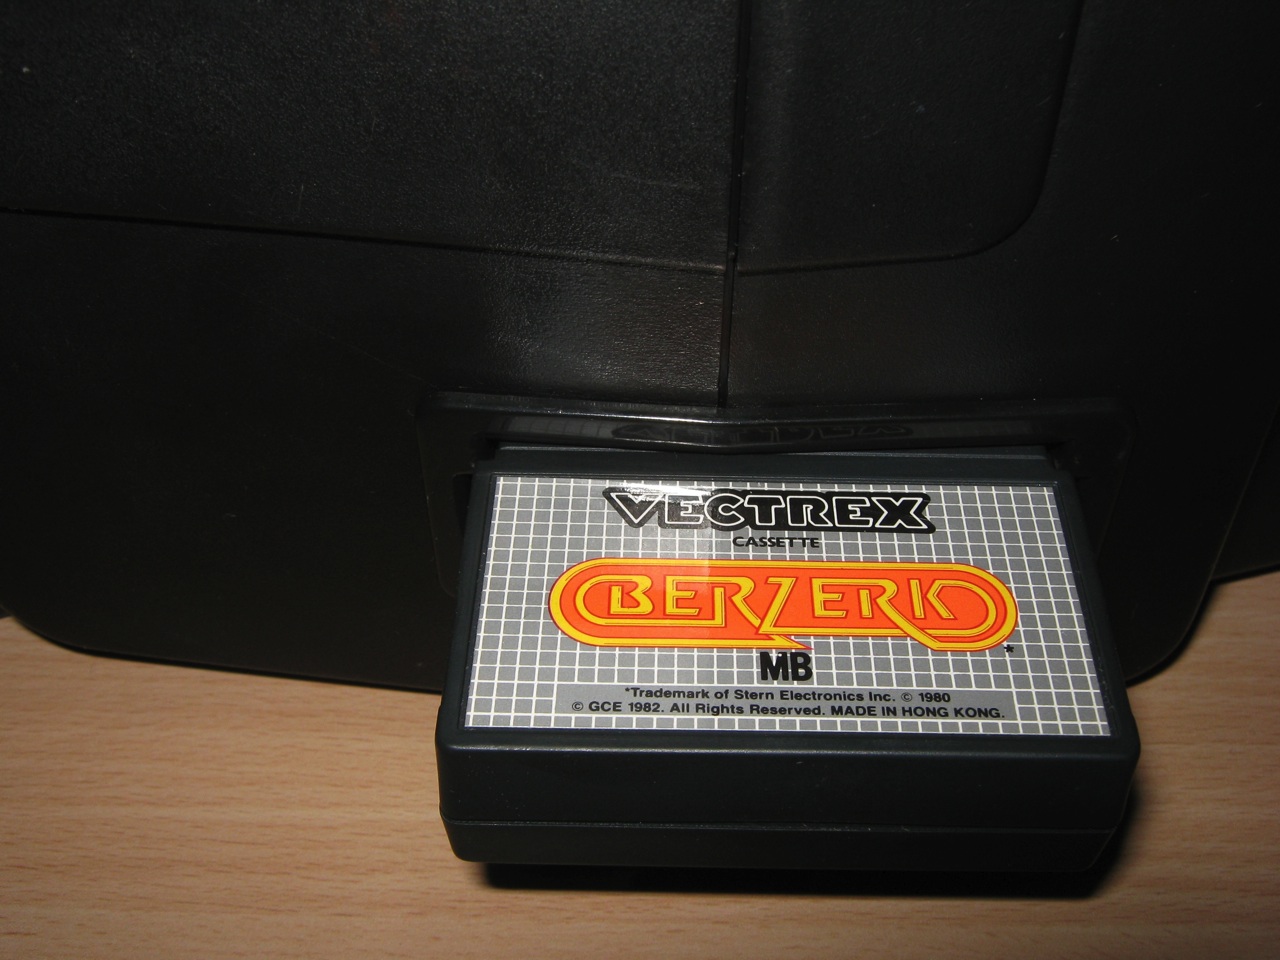 VECTREX
CASSETTE
BERZERK
*
MB
*Trademark of Stern Electronics Inc. © 1980
© GCE 1982. All Rights Reserved. MADE IN HONG KONG.